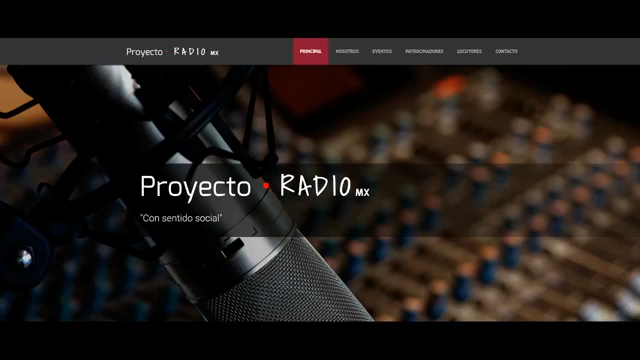 Proyecto RADIO MX
PRINCIPAL NOSOTROS EVENTOS PATROCINADORES LOCUTORES CONTACTO
Proyecto • RADIO MX
"Con sentido social"